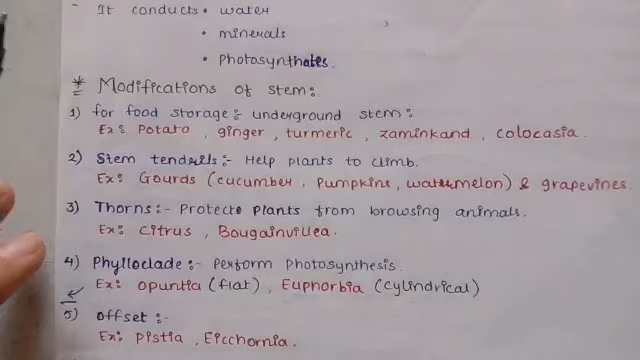 - It conducts • water
• minerals
• Photosynthates.
* Modifications of stem:
1) for food storage:- underground stem:
Ex: Potato, ginger, turmeric, zaminkand, colocasia.
2) Stem tendrils:- Help plants to climb.
Ex: Gourds (cucumber, pumpkins, watermelon) & grapevines.
3) Thorns:- Protects plants from browsing animals.
Ex: citrus, Bougainvillea.
4) Phylloclade:- Perform Photosynthesis.
Ex: opuntia (flat), Euphorbia (cylindrical)
5) offset:-
Ex: pistia, Eicchornia.